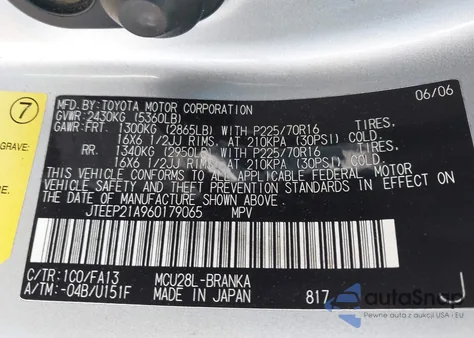 MFD.BY:TOYOTA MOTOR CORPORATION 06/06
GVWR: 2430KG (5360LB)
GAWR:FRT. 1300KG (2865LB) WITH P225/70R16 TIRES,
16X6 1/2JJ RIMS, AT 210KPA (30PSI) COLD.
RR. 1340KG (2950LB) WITH P225/70R16 TIRES,
16X6 1/2JJ RIMS, AT 210KPA (30PSI) COLD.
THIS VEHICLE CONFORMS TO ALL APPLICABLE FEDERAL MOTOR
VEHICLE SAFETY AND THEFT PREVENTION STANDARDS IN EFFECT ON
THE DATE OF MANUFACTURE SHOWN ABOVE.
JTEEP21A960179065 MPV
C/TR:1C0/FA13 MCU28L-BRANKA
A/TM:-04B/U151F MADE IN JAPAN 817
7
GRAVE:
autoSnap
Pewne auta z USA i EU